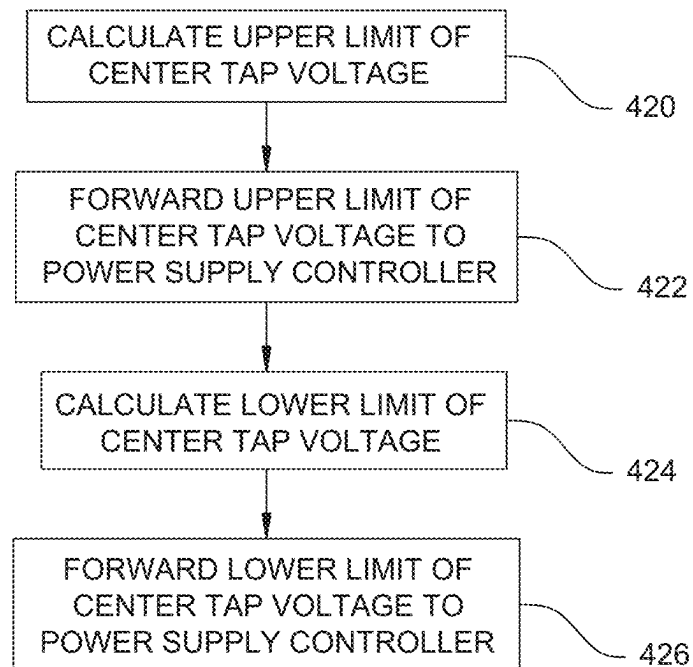 CALCULATE UPPER LIMIT OF
CENTER TAP VOLTAGE
420
FORWARD UPPER LIMIT OF
CENTER TAP VOLTAGE TO
POWER SUPPLY CONTROLLER
422
CALCULATE LOWER LIMIT OF
CENTER TAP VOLTAGE
424
FORWARD LOWER LIMIT OF
CENTER TAP VOLTAGE TO
POWER SUPPLY CONTROLLER
426